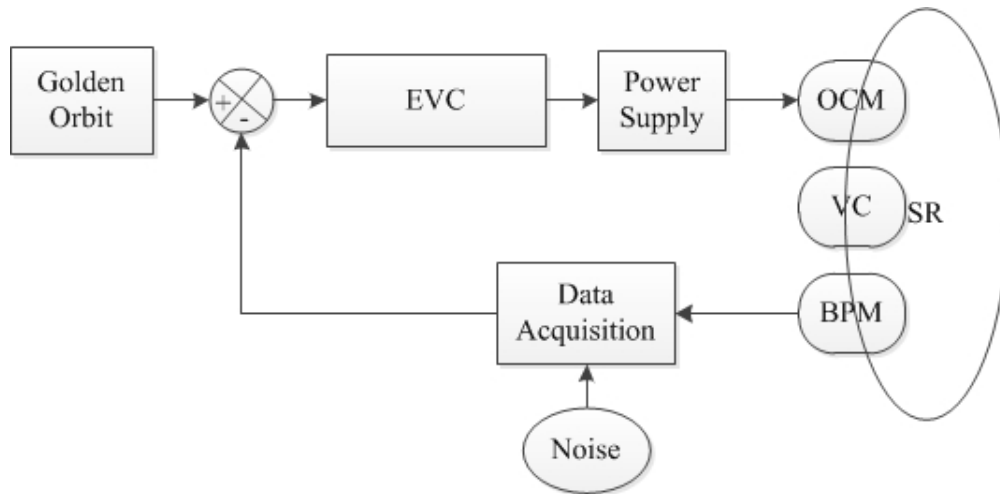 Golden
Orbit
+
-
EVC
Power
Supply
OCM
VC
SR
BPM
Data
Acquisition
Noise